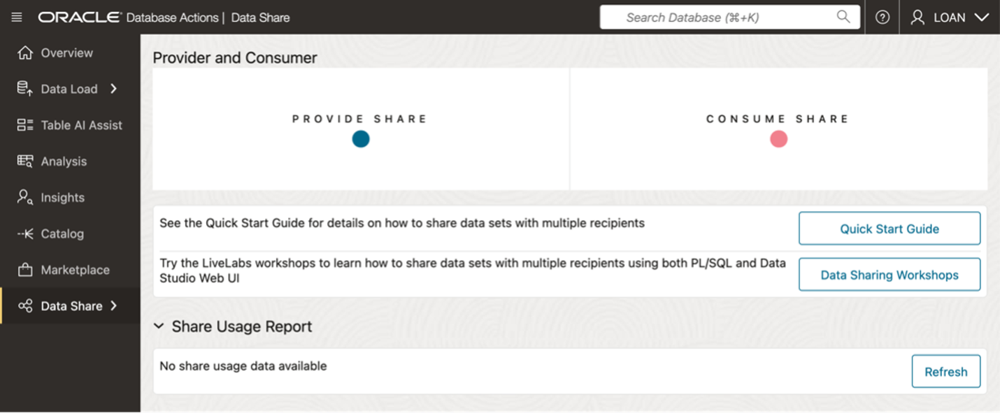 ORACLE Database Actions | Data Share
Search Database (⌘+K)
LOAN
Overview
Data Load
Table AI Assist
Analysis
Insights
Catalog
Marketplace
Data Share
Provider and Consumer
PROVIDE SHARE
CONSUME SHARE
See the Quick Start Guide for details on how to share data sets with multiple recipients
Quick Start Guide
Try the LiveLabs workshops to learn how to share data sets with multiple recipients using both PL/SQL and Data
Studio Web UI
Data Sharing Workshops
Share Usage Report
No share usage data available
Refresh